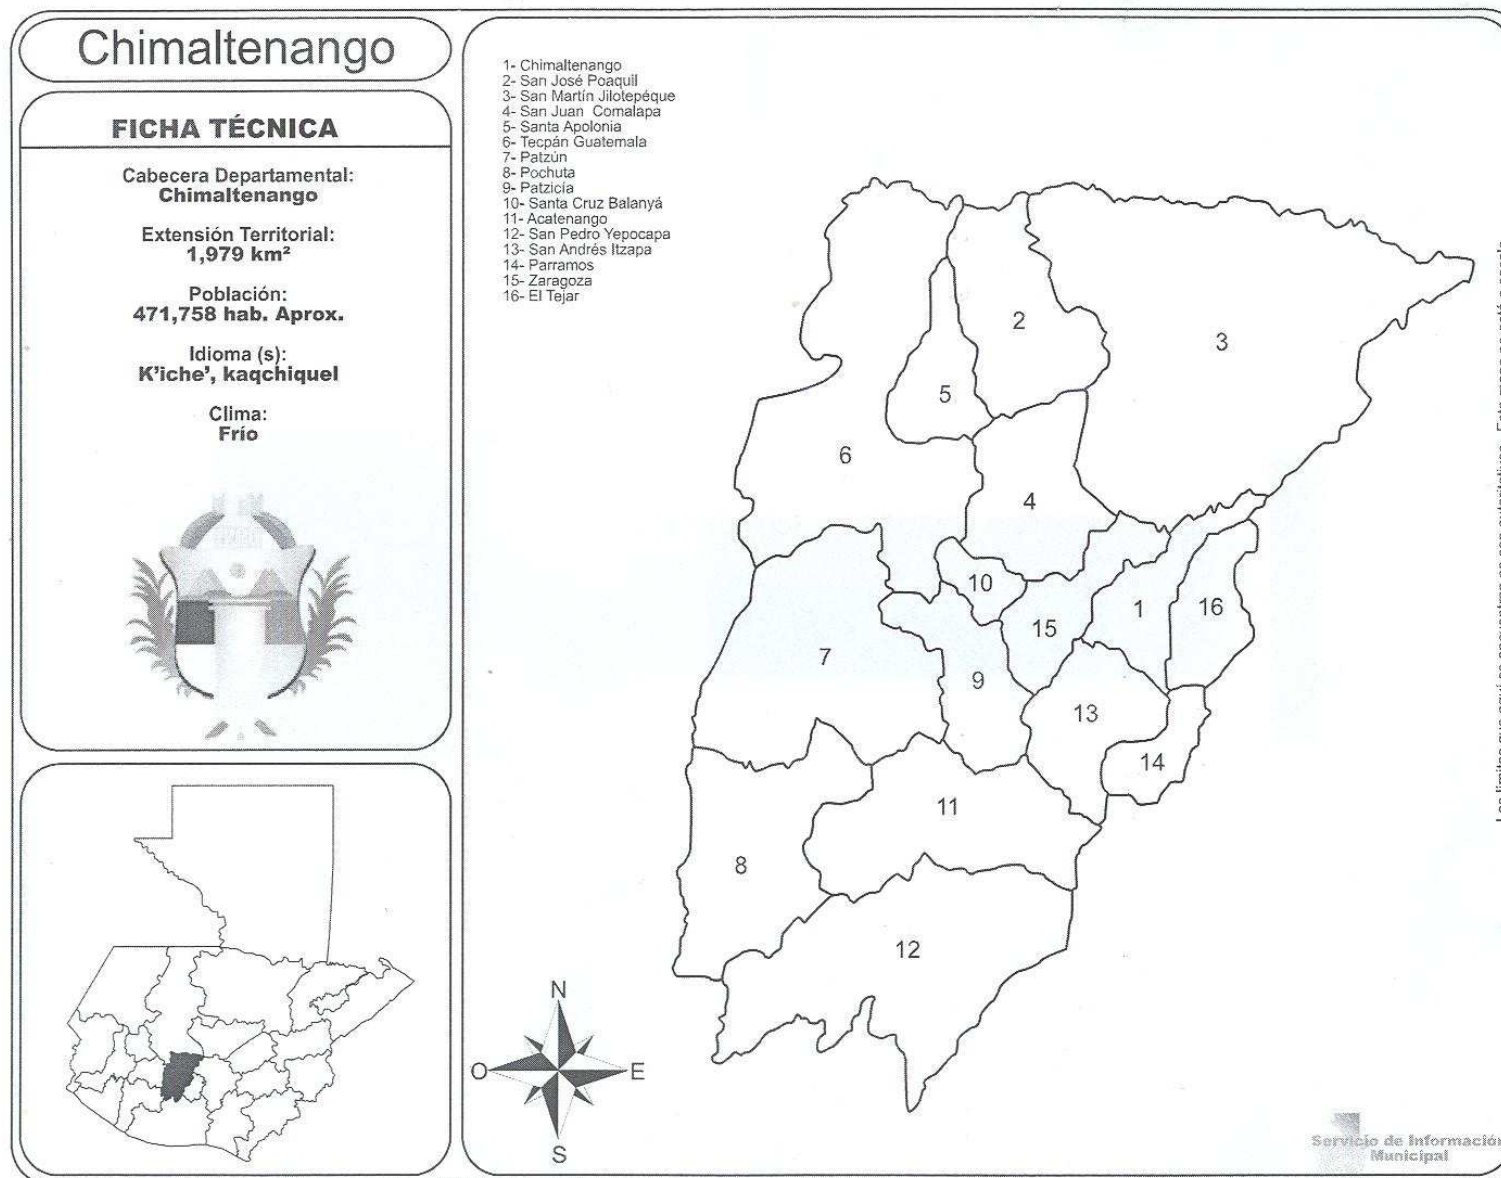 Chimaltenango
FICHA TÉCNICA
Cabecera Departamental:
Chimaltenango
Extensión Territorial:
1,979 km²
Población:
471,758 hab. Aprox.
Idioma (s):
K'iche', kaqchiquel
Clima:
Frío
1- Chimaltenango
2- San José Poaquil
3- San Martín Jilotepéque
4- San Juan Comalapa
5- Santa Apolonia
6- Tecpán Guatemala
7- Patzún
8- Pochuta
9- Patzicía
10- Santa Cruz Balanyá
11- Acatenango
12- San Pedro Yepocapa
13- San Andrés Itzapa
14- Parramos
15- Zaragoza
16- El Tejar
2
3
5
6
4
10
1
16
15
7
9
13
14
11
8
12
N
O
E
S
Servicio de Información
Municipal